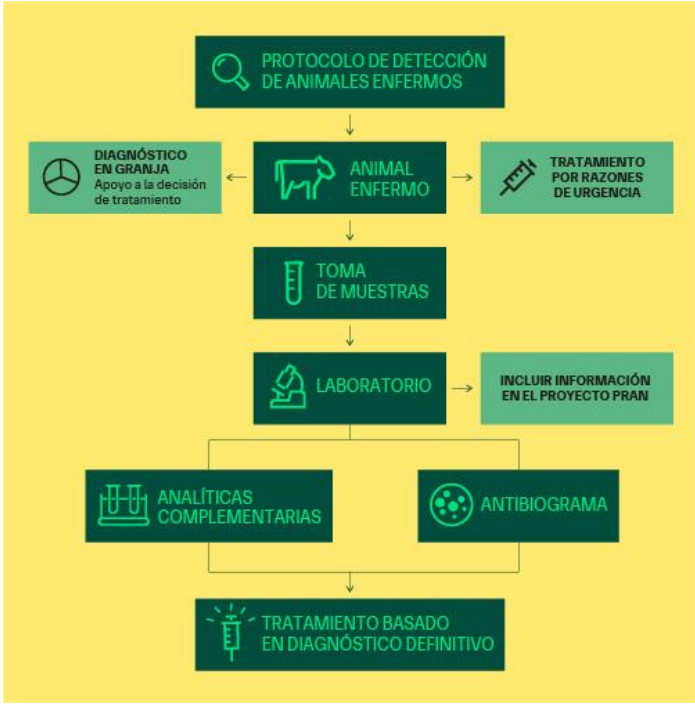 PROTOCOLO DE DETECCIÓN
DE ANIMALES ENFERMOS
DIAGNÓSTICO
EN GRANJA
Apoyo a la decisión
de tratamiento
ANIMAL
ENFERMO
TRATAMIENTO
POR RAZONES
DE URGENCIA
TOMA
DE MUESTRAS
LABORATORIO
INCLUIR INFORMACIÓN
EN EL PROYECTO PRAN
ANALÍTICAS
COMPLEMENTARIAS
ANTIBIOGRAMA
TRATAMIENTO BASADO
EN DIAGNÓSTICO DEFINITIVO